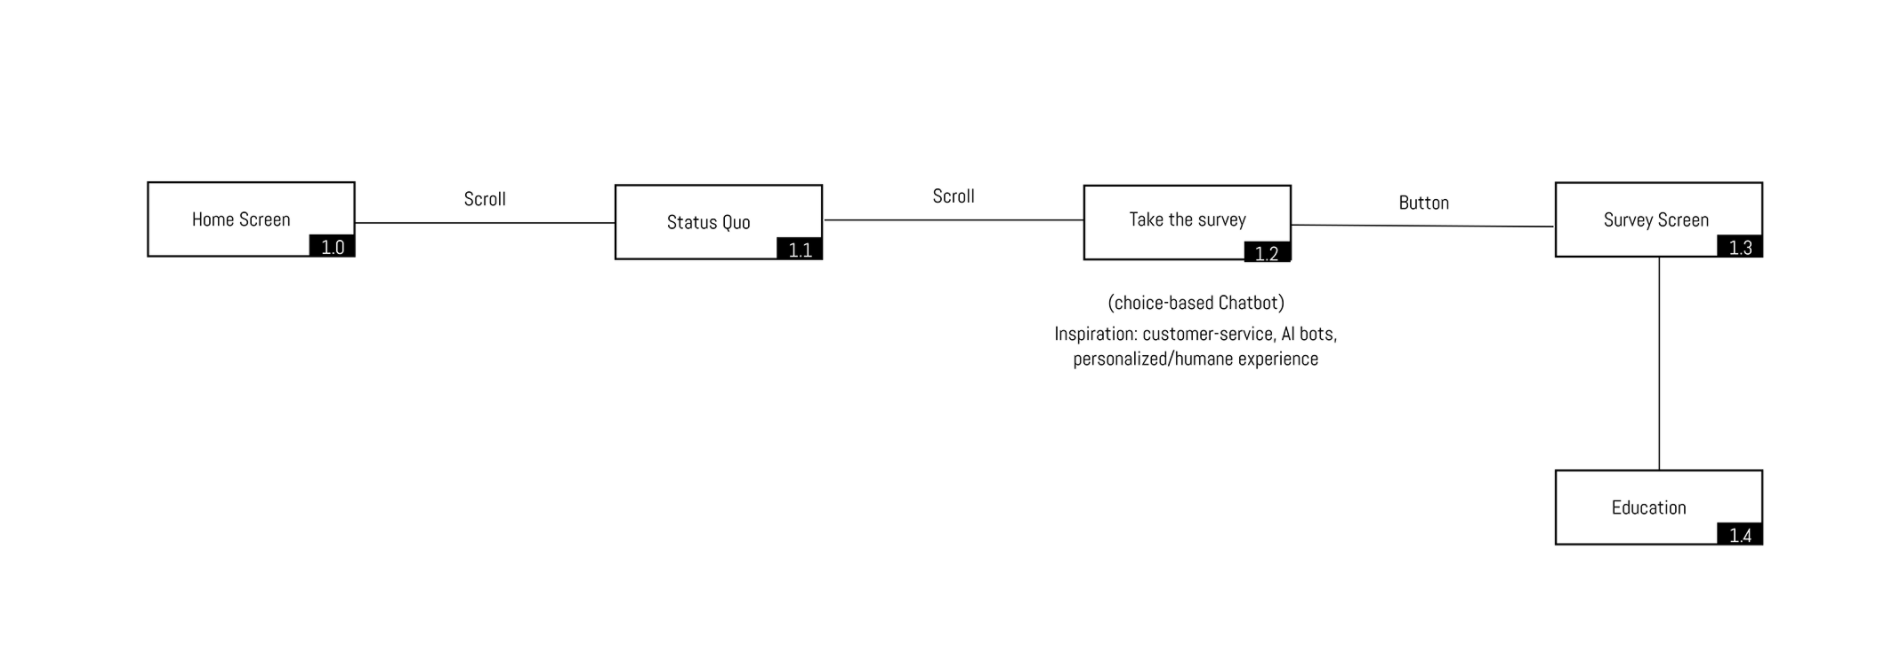 Home Screen
1.0
Scroll
Status Quo
1.1
Scroll
Take the survey
1.2
(choice-based Chatbot)
Inspiration: customer-service, AI bots,
personalized/humane experience
Button
Survey Screen
1.3
Education
1.4